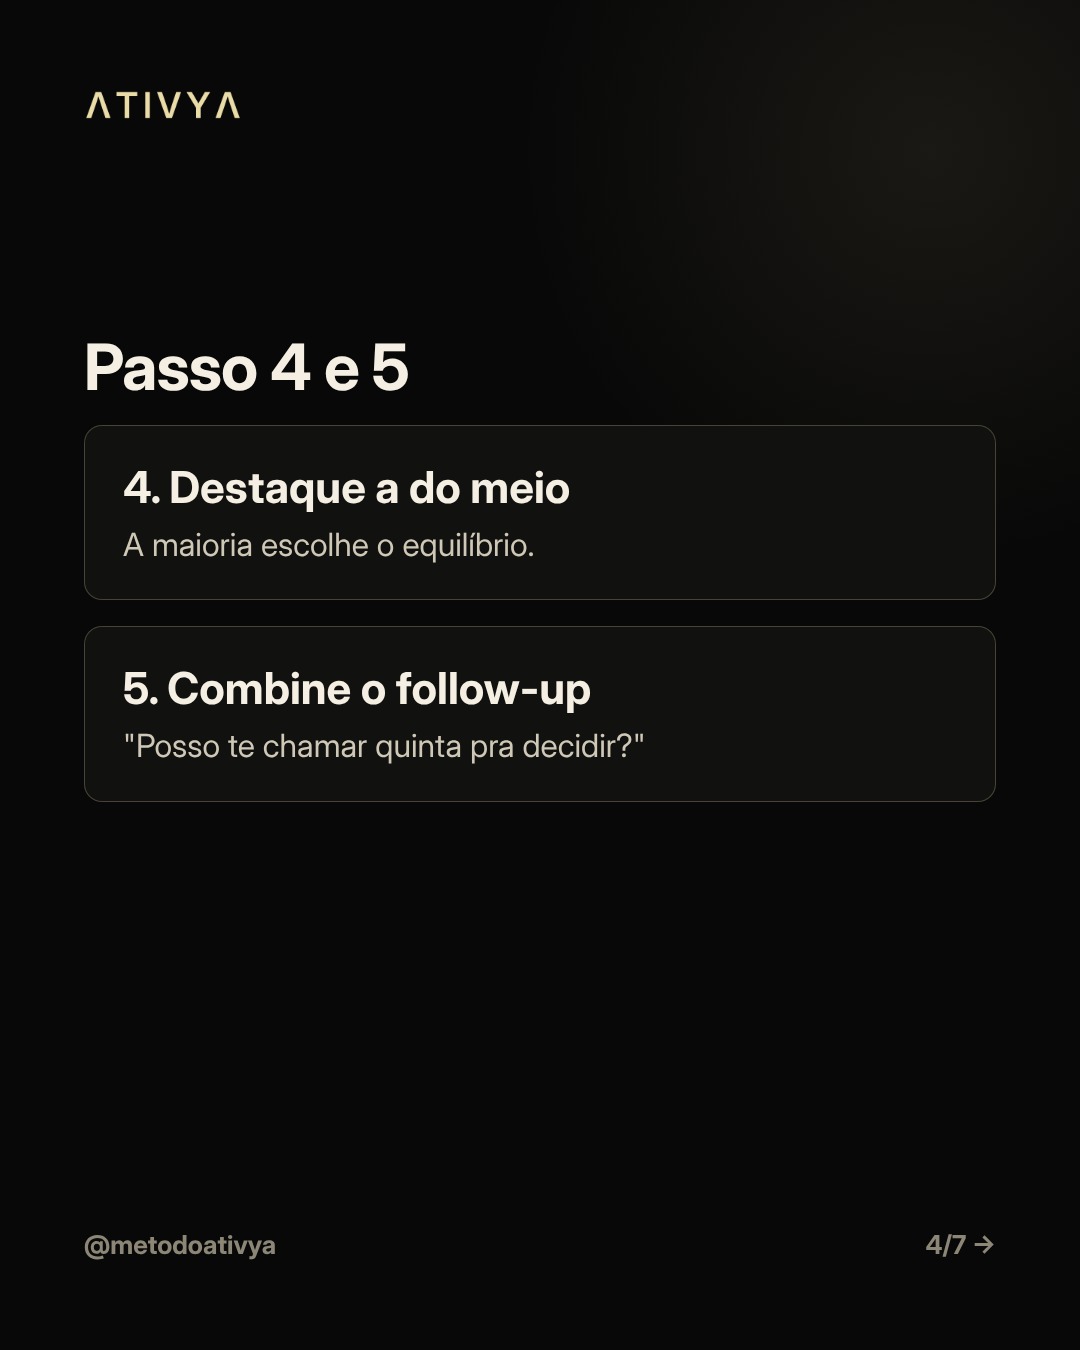 ATIVYA
Passo 4 e 5
4. Destaque a do meio
A maioria escolhe o equilíbrio.
5. Combine o follow-up
"Posso te chamar quinta pra decidir?"
@metodoativya
4/7 →